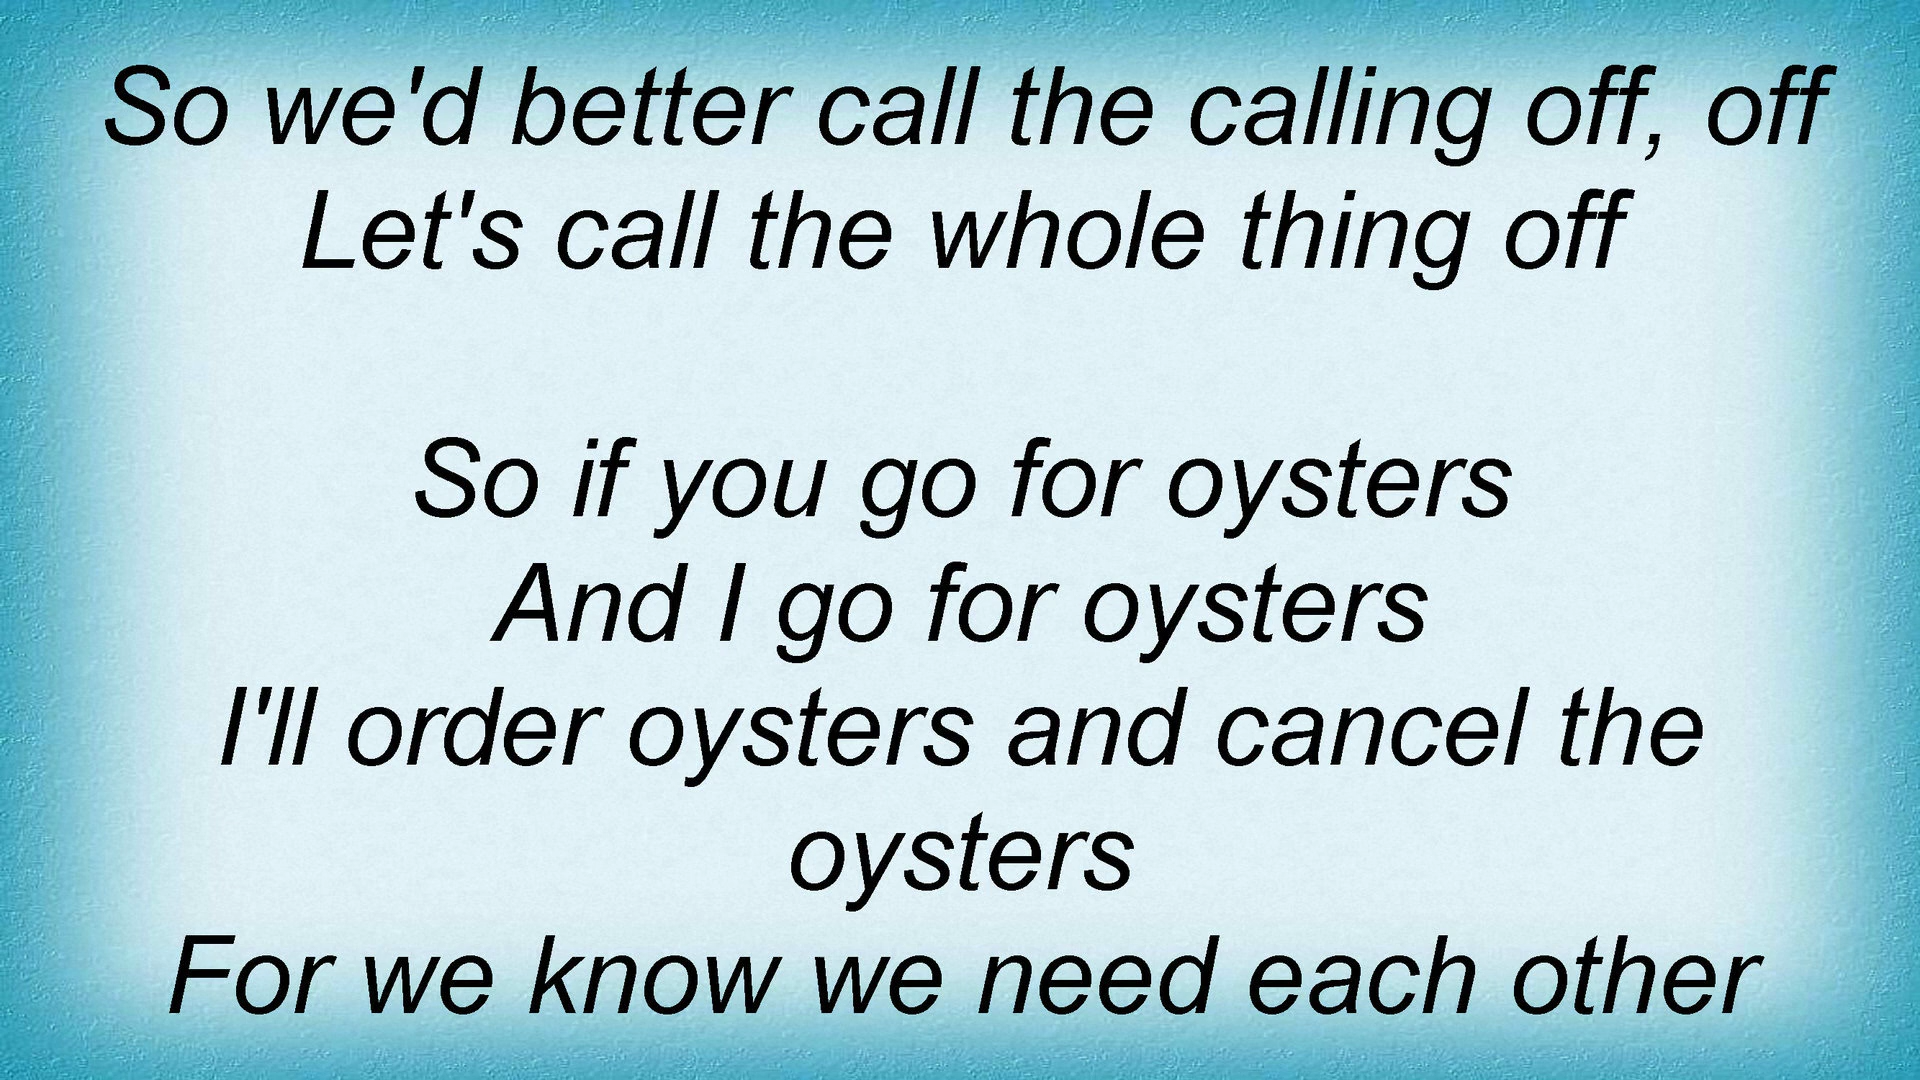 So we'd better call the calling off, off
Let's call the whole thing off
So if you go for oysters
And I go for oysters
I'll order oysters and cancel the
oysters
For we know we need each other